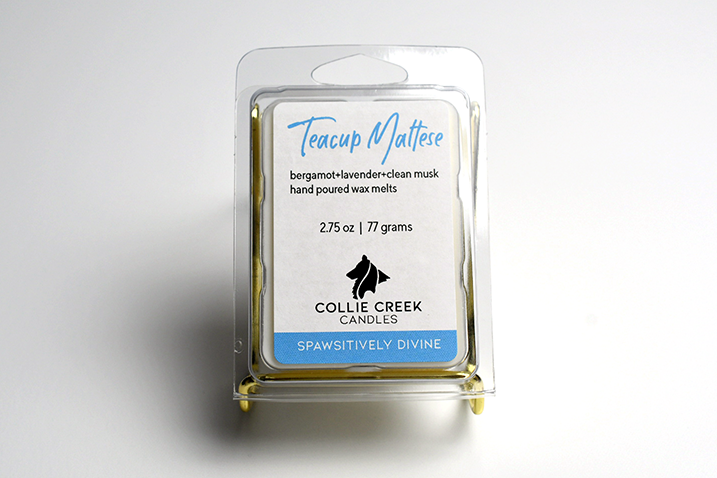 Teacup Maltese
bergamot+lavender+clean musk
hand poured wax melts
2.75 oz | 77 grams
COLLIE CREEK
CANDLES
SPAWSITIVELY DIVINE